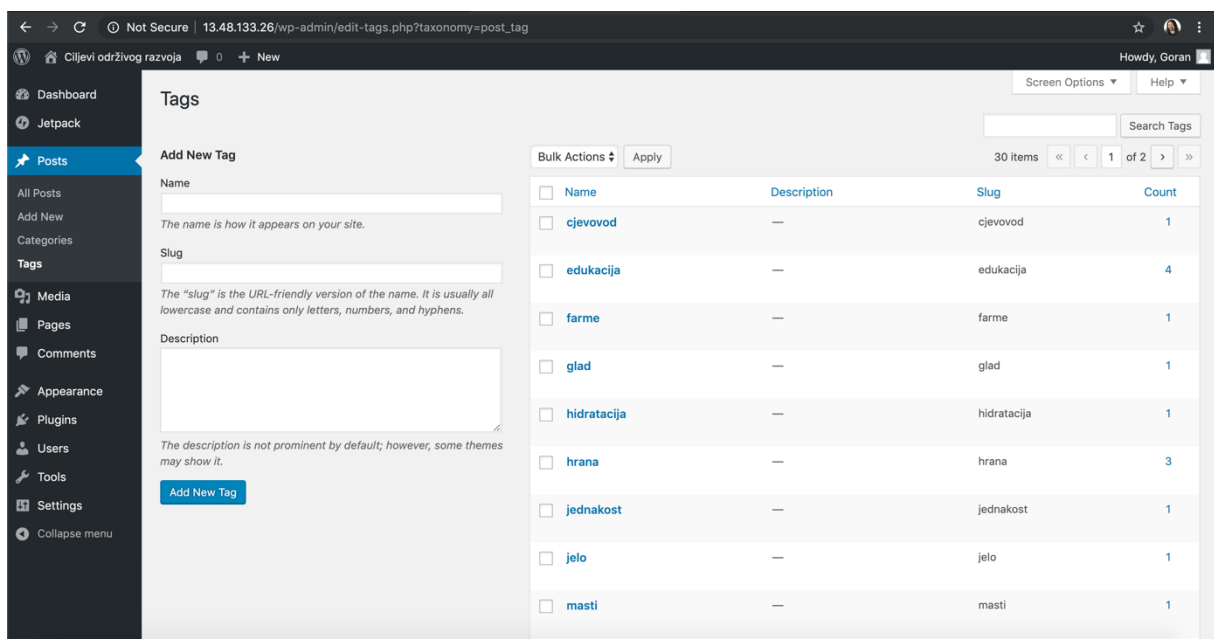 Not Secure | 13.48.133.26/wp-admin/edit-tags.php?taxonomy=post_tag
Ciljevi održivog razvoja 0 + New Howdy, Goran
Screen Options ▼ Help ▼
Dashboard
Jetpack
Posts
All Posts
Add New
Categories
Tags
Media
Pages
Comments
Appearance
Plugins
Users
Tools
Settings
Collapse menu
Tags
Search Tags
Add New Tag
Name
The name is how it appears on your site.
Slug
The “slug” is the URL-friendly version of the name. It is usually all
lowercase and contains only letters, numbers, and hyphens.
Description
The description is not prominent by default; however, some themes
may show it.
Add New Tag
Bulk Actions Apply 30 items « ‹ 1 of 2 › »
Name Description Slug Count
cjevovod — cjevovod 1
edukacija — edukacija 4
farme — farme 1
glad — glad 1
hidratacija — hidratacija 1
hrana — hrana 3
jednakost — jednakost 1
jelo — jelo 1
masti — masti 1